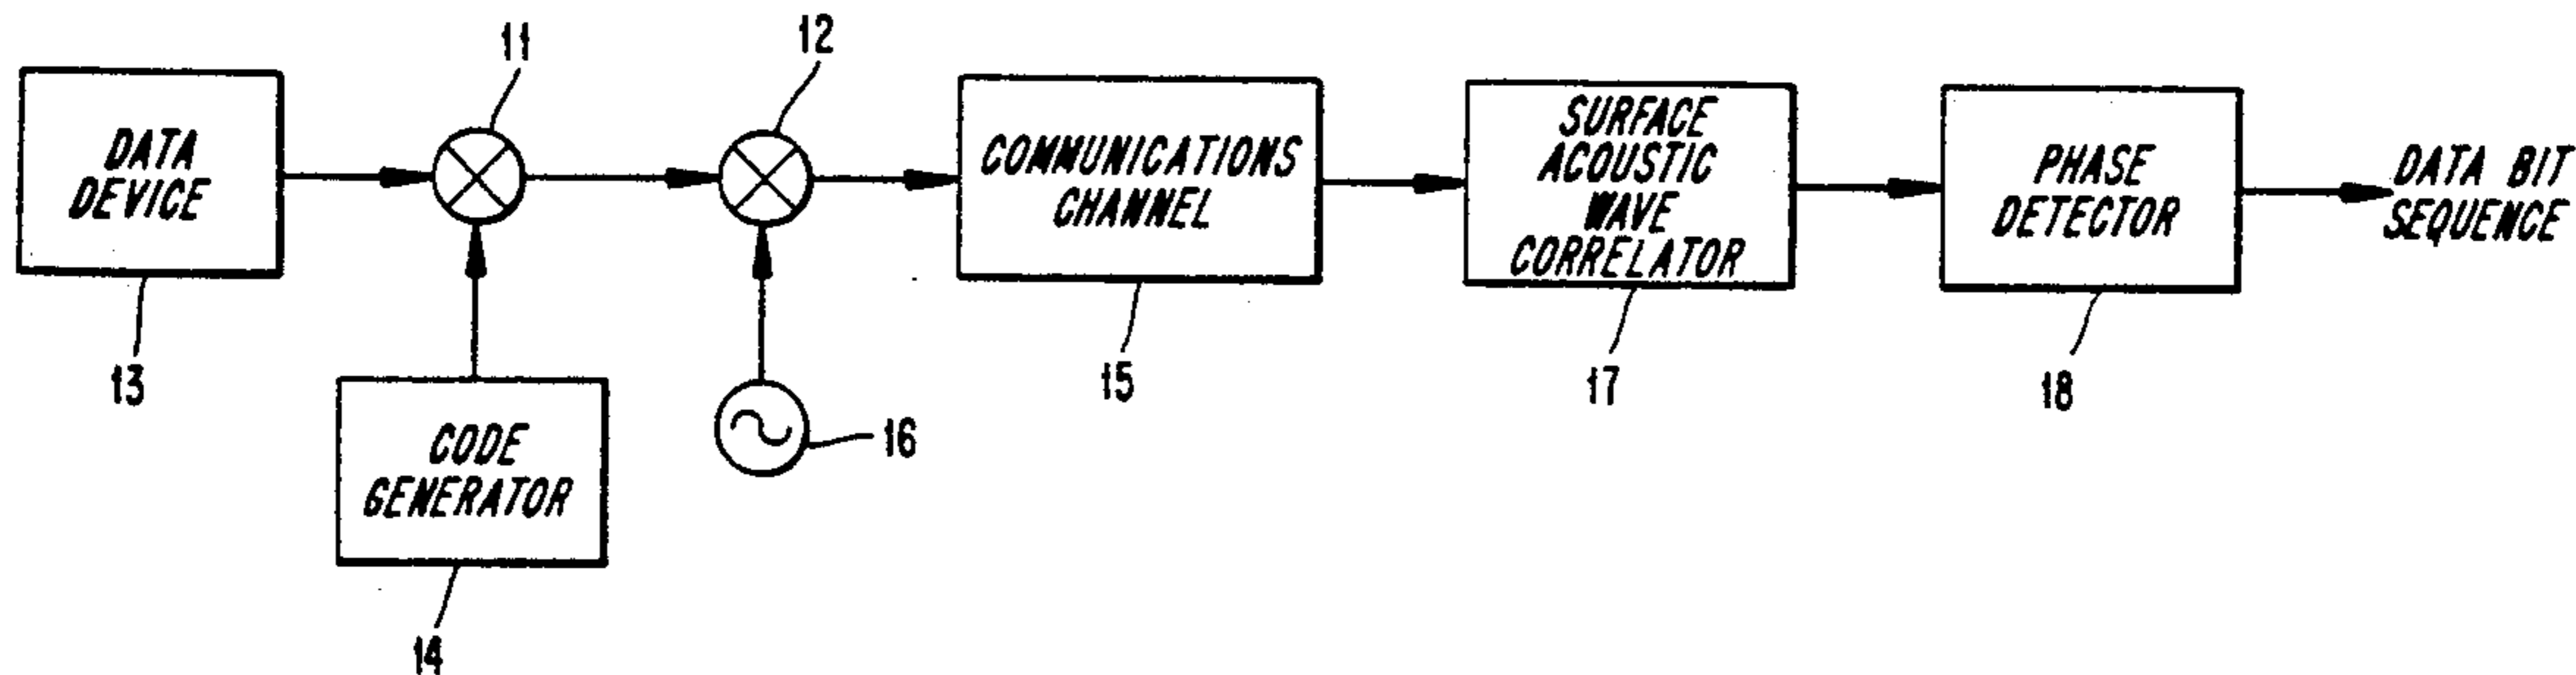 11
12
DATA
DEVICE
COMMUNICATIONS
CHANNEL
SURFACE
ACOUSTIC
WAVE
CORRELATOR
PHASE
DETECTOR
DATA BIT
SEQUENCE
13
CODE
GENERATOR
14
16
15
17
18